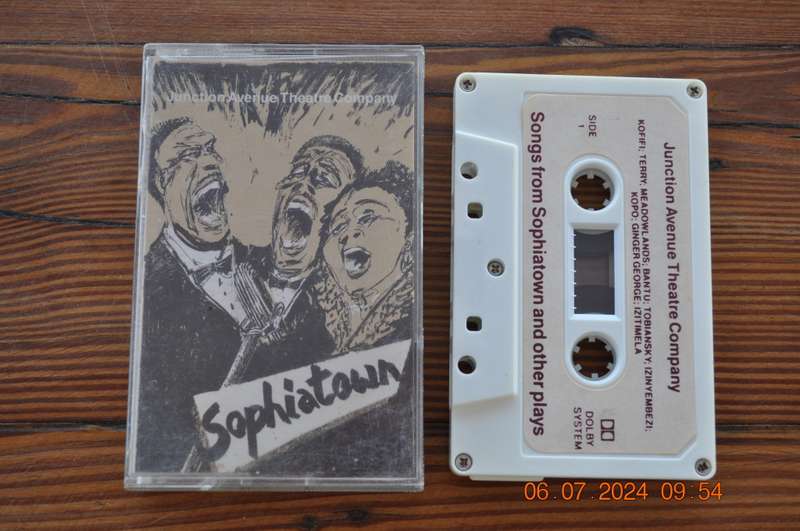 Junction Avenue Theatre Company
Sophiatown
Junction Avenue Theatre Company
KOFIFI; TERRY; MEADOWLANDS; BANTU; TOBIANSKY; IZINYEMBEZI;
KOPO; GINGER GEORGE; IZITIMELA
SIDE
1
DOLBY
SYSTEM
Songs from Sophiatown and other plays
06.07.2024 09:54